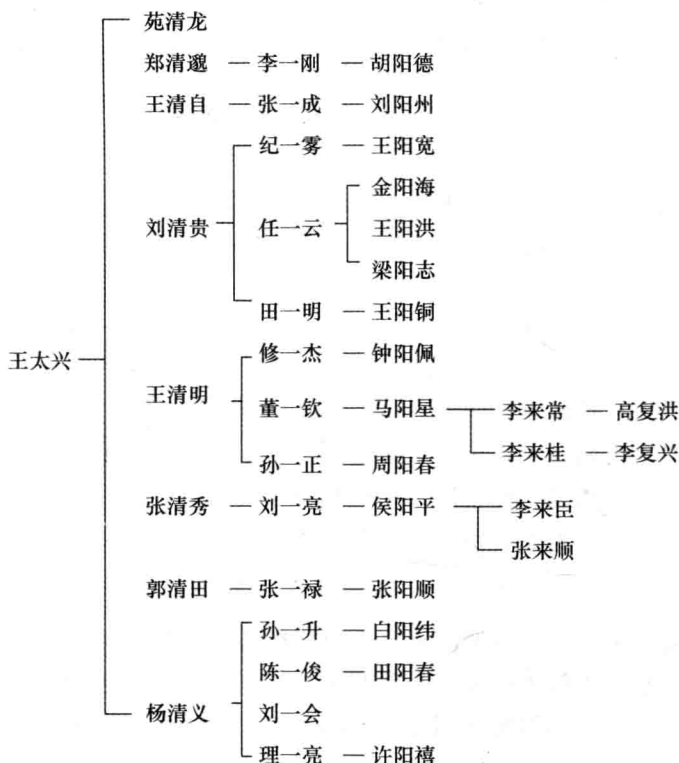 苑清龙
郑清邈 李一刚 胡阳德
王清自 张一成 刘阳州
纪一雾 王阳宽
金阳海
刘清贵 任一云 王阳洪
梁阳志
田一明 王阳铜
修一杰 钟阳佩
王太兴
王清明
董一钦 马阳星 李来常 高复洪
李来桂 李复兴
孙一正 周阳春
张清秀 刘一亮 侯阳平 李来臣
张来顺
郭清田 张一禄 张阳顺
孙一升 白阳纬
陈一俊 田阳春
杨清义 刘一会
理一亮 许阳禧